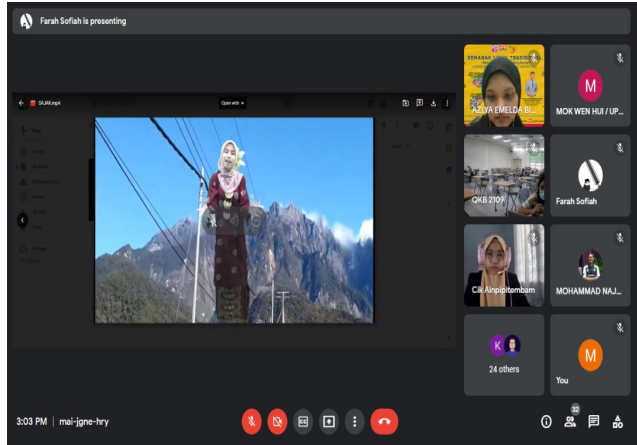 Farah Sofiah is presenting
SAJAK.mp4
Open with
AZLYA EMELDA BI...
MOK WEN HUI / UP...
QKB 2109
Farah Sofiah
Cik Ainpipitembam
MOHAMMAD NAJ...
K
24 others
M
M
You
3:03 PM | mai-jgne-hry
32